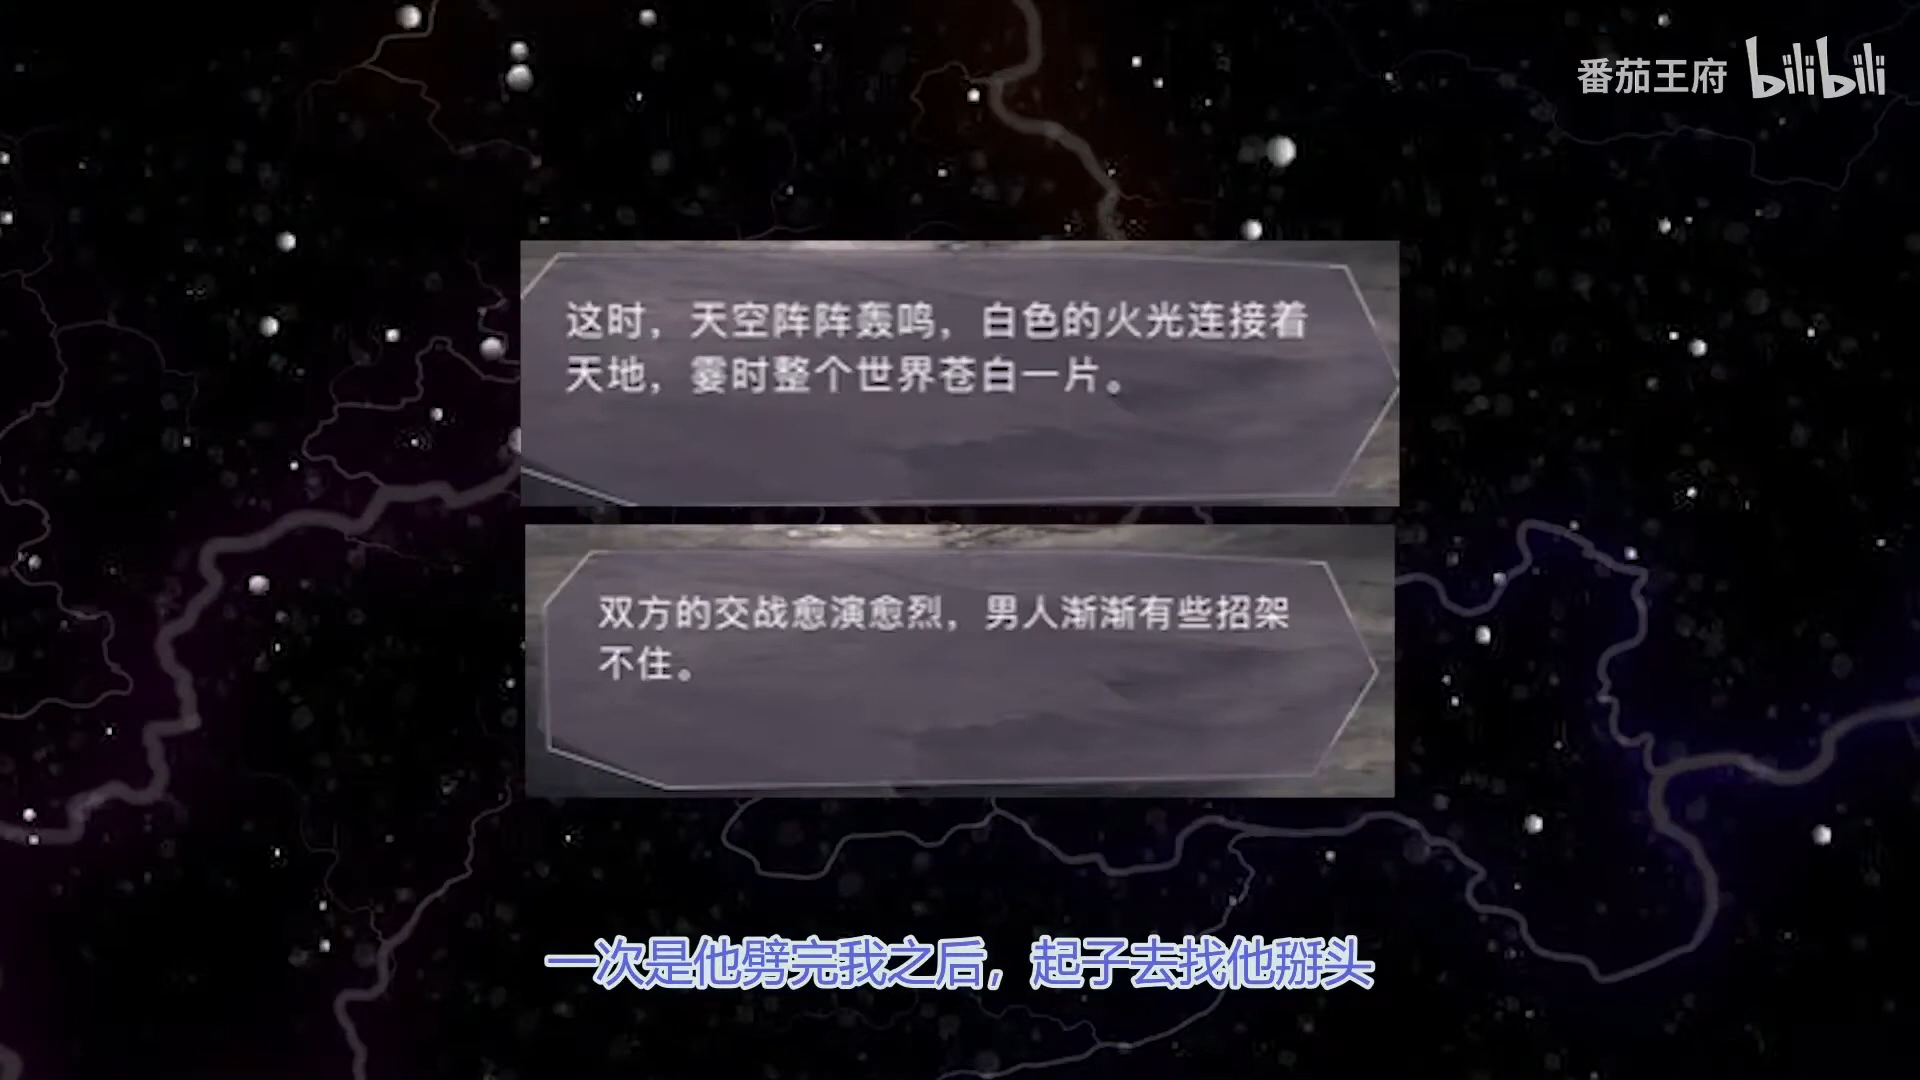 番茄王府 bilibili
这时，天空阵阵轰鸣，白色的火光连接着
天地，霎时整个世界苍白一片。
双方的交战愈演愈烈，男人渐渐有些招架
不住。
一次是他劈完我之后，起子去找他掰头